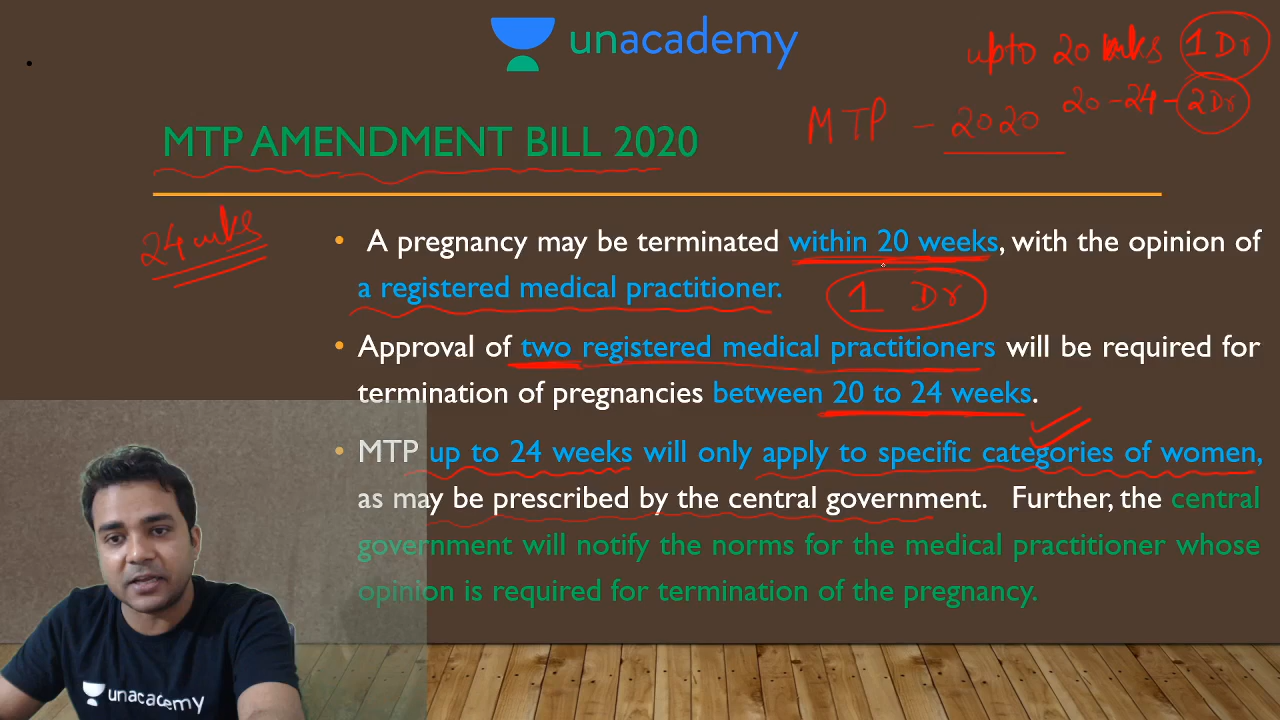 unacademy
upto 20 wks 1 Dr
20-24- 2 Dr
MTP - 2020
MTP AMENDMENT BILL 2020
24 wks
• A pregnancy may be terminated within 20 weeks, with the opinion of
a registered medical practitioner.
1 Dr
• Approval of two registered medical practitioners will be required for
termination of pregnancies between 20 to 24 weeks.
• MTP up to 24 weeks will only apply to specific categories of women,
as may be prescribed by the central government. Further, the central
government will notify the norms for the medical practitioner whose
opinion is required for termination of the pregnancy.
unacademy